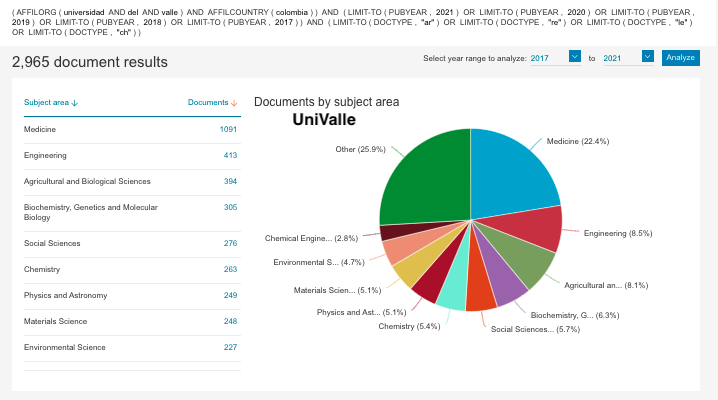 ( AFFILORG ( universidad AND del AND valle ) AND AFFILCOUNTRY ( colombia ) ) AND ( LIMIT-TO ( PUBYEAR , 2021 ) OR LIMIT-TO ( PUBYEAR , 2020 ) OR LIMIT-TO ( PUBYEAR ,
2019 ) OR LIMIT-TO ( PUBYEAR , 2018 ) OR LIMIT-TO ( PUBYEAR , 2017 ) ) AND ( LIMIT-TO ( DOCTYPE , "ar" ) OR LIMIT-TO ( DOCTYPE , "re" ) OR LIMIT-TO ( DOCTYPE , "le" )
OR LIMIT-TO ( DOCTYPE , "ch" ) )
2,965 document results
Select year range to analyze: 2017 to 2021 Analyze
Subject area Documents
Medicine 1091
Engineering 413
Agricultural and Biological Sciences 394
Biochemistry, Genetics and Molecular 305
Biology
Social Sciences 276
Chemistry 263
Physics and Astronomy 249
Materials Science 248
Environmental Science 227
Documents by subject area
UniValle
Other (25.9%)
Medicine (22.4%)
Engineering (8.5%)
Chemical Engine... (2.8%)
Environmental S... (4.7%)
Agricultural an... (8.1%)
Materials Scien... (5.1%)
Physics and Ast... (5.1%)
Biochemistry, G... (6.3%)
Chemistry (5.4%)
Social Sciences... (5.7%)